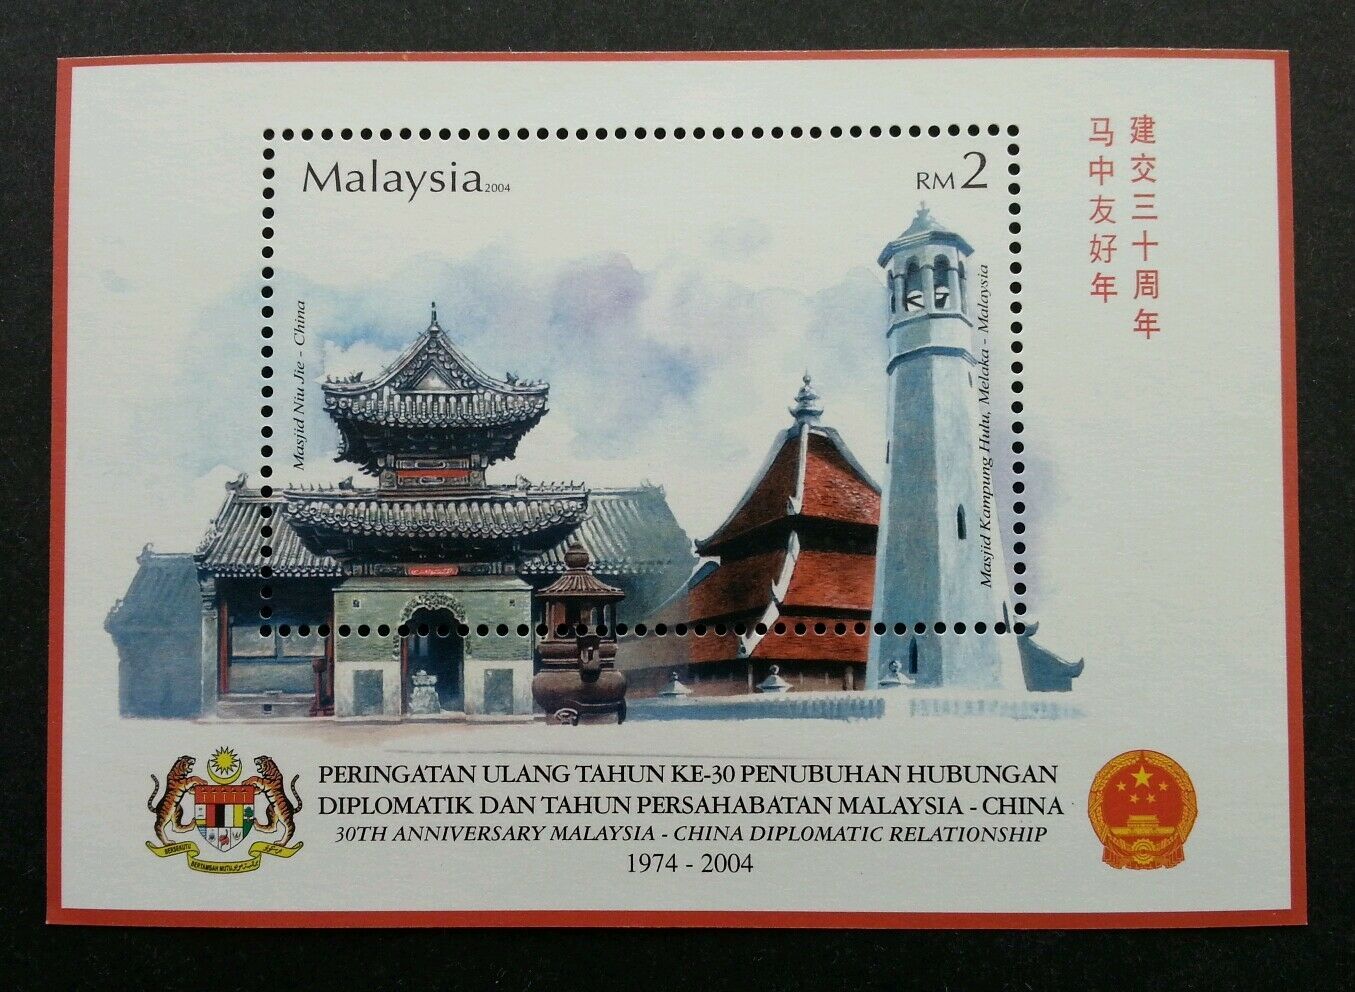 Malaysia 2004
RM2
建交三十周年
马中友好年
Masjid Niu Jie - China
Masjid Kampung Hulu, Melaka - Malaysia
PERINGATAN ULANG TAHUN KE-30 PENUBUHAN HUBUNGAN
DIPLOMATIK DAN TAHUN PERSAHABATAN MALAYSIA - CHINA
30TH ANNIVERSARY MALAYSIA - CHINA DIPLOMATIC RELATIONSHIP
1974 - 2004
BERSEKUTU
BERTAMBAH MUTU